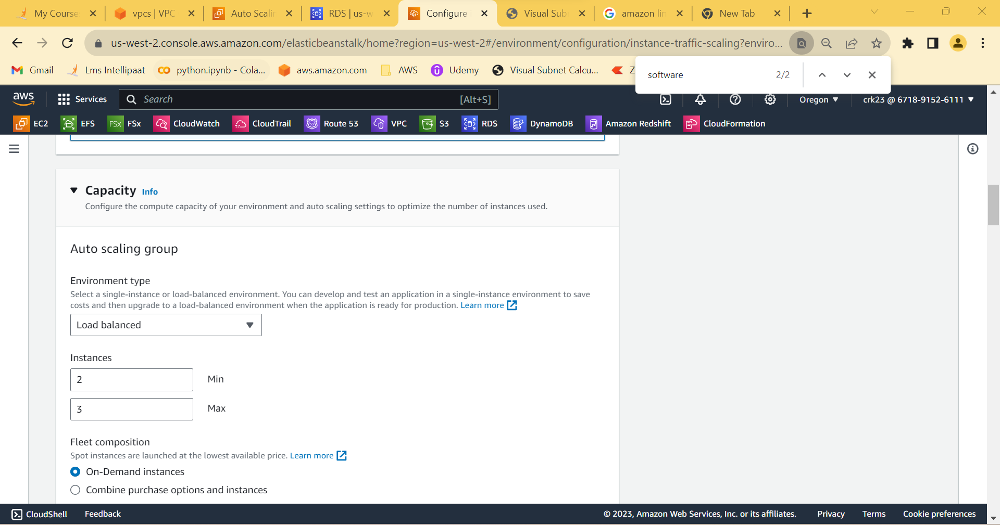 My Course
vpcs | VPC
Auto Scalin
RDS | us-w
Configure
Visual Sub
amazon lin
New Tab
us-west-2.console.aws.amazon.com/elasticbeanstalk/home?region=us-west-2#/environment/configuration/instance-traffic-scaling?enviro...
Gmail
Lms Intellipaat
python.ipynb - Cola...
aws.amazon.com
AWS
Udemy
Visual Subnet Calcu...
Z
software
2/2
aws
Services
Search
[Alt+S]
Oregon
crk23 @ 6718-9152-6111
EC2
EFS
FSx
FSx
CloudWatch
CloudTrail
53
Route 53
VPC
S3
RDS
DynamoDB
Amazon Redshift
CloudFormation
Capacity Info
Configure the compute capacity of your environment and auto scaling settings to optimize the number of instances used.
Auto scaling group
Environment type
Select a single-instance or load-balanced environment. You can develop and test an application in a single-instance environment to save
costs and then upgrade to a load-balanced environment when the application is ready for production. Learn more
Load balanced
Instances
2
Min
3
Max
Fleet composition
Spot instances are launched at the lowest available price. Learn more
On-Demand instances
Combine purchase options and instances
CloudShell
Feedback
© 2023, Amazon Web Services, Inc. or its affiliates.
Privacy
Terms
Cookie preferences